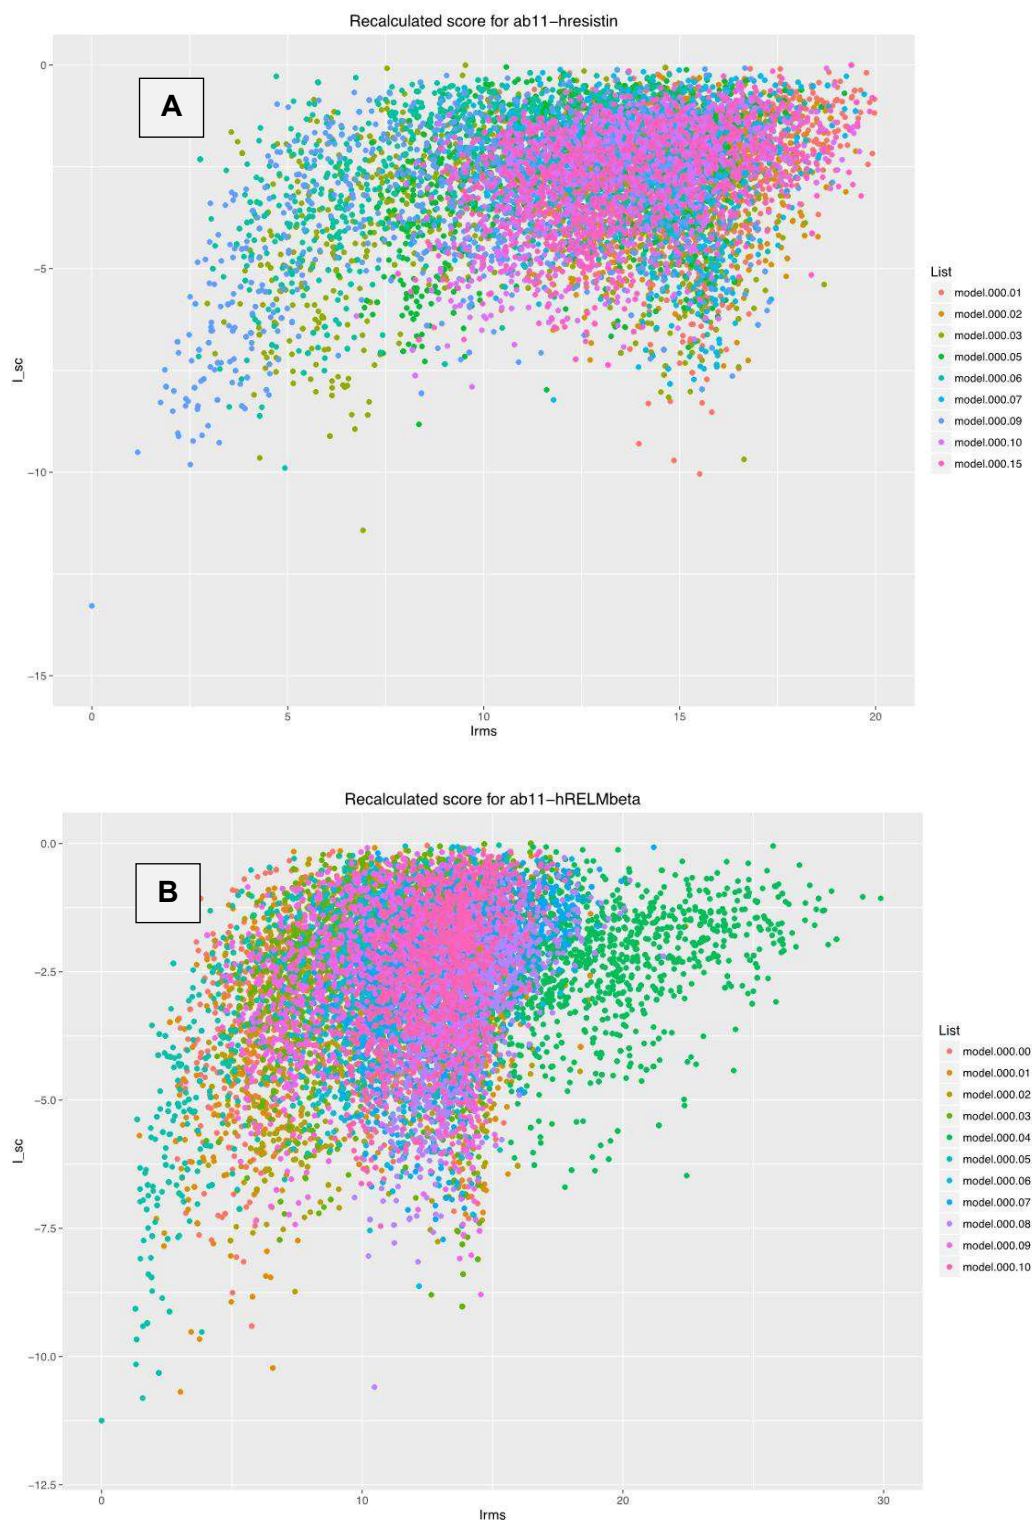 Recalculated score for ab11−hresistin
A
0
−5
−10
−15
I_sc
0 5 10 15 20
Irms
List
model.000.01
model.000.02
model.000.03
model.000.05
model.000.06
model.000.07
model.000.09
model.000.10
model.000.15
Recalculated score for ab11−hRELMbeta
B
0.0
−2.5
−5.0
−7.5
−10.0
−12.5
I_sc
0 10 20 30
Irms
List
model.000.00
model.000.01
model.000.02
model.000.03
model.000.04
model.000.05
model.000.06
model.000.07
model.000.08
model.000.09
model.000.10